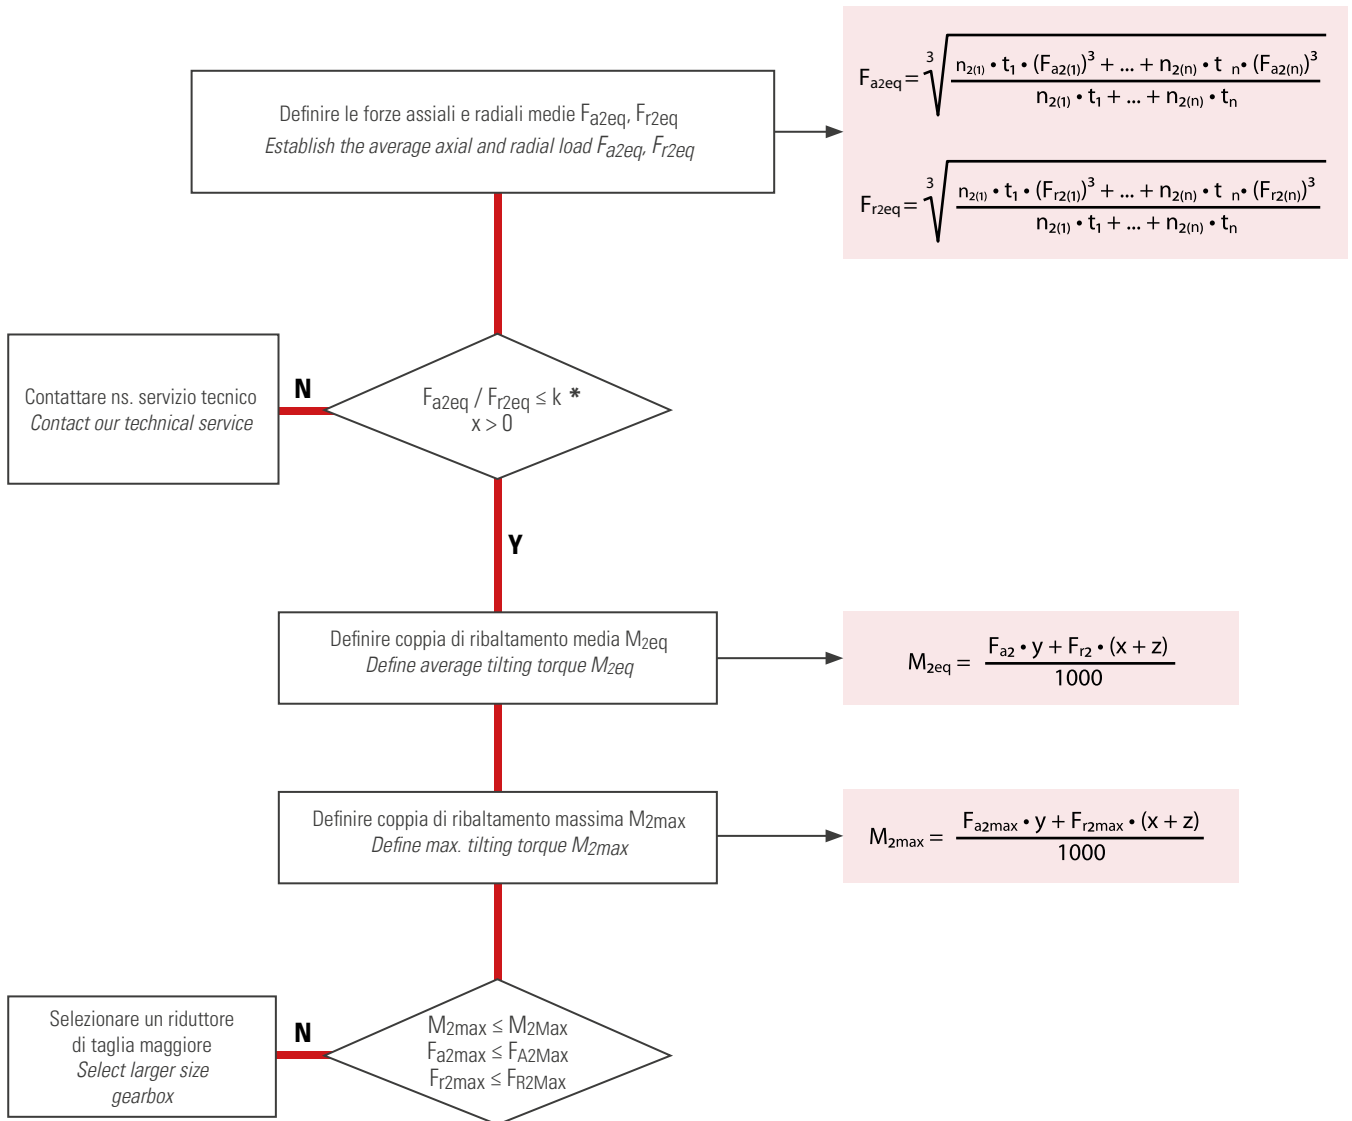 Definire le forze assiali e radiali medie Fa2eq, Fr2eq
Establish the average axial and radial load Fa2eq, Fr2eq
Fa2eq = ∛((n2(1) • t1 • (Fa2(1))³ + ... + n2(n) • t n • (Fa2(n))³) / (n2(1) • t1 + ... + n2(n) • tn))
Fr2eq = ∛((n2(1) • t1 • (Fr2(1))³ + ... + n2(n) • t n • (Fr2(n))³) / (n2(1) • t1 + ... + n2(n) • tn))
Contattare ns. servizio tecnico
Contact our technical service
N
Fa2eq / Fr2eq ≤ k *
x > 0
Y
Definire coppia di ribaltamento media M2eq
Define average tilting torque M2eq
M2eq = (Fa2 • y + Fr2 • (x + z)) / 1000
Definire coppia di ribaltamento massima M2max
Define max. tilting torque M2max
M2max = (Fa2max • y + Fr2max • (x + z)) / 1000
Selezionare un riduttore
di taglia maggiore
Select larger size
gearbox
N
M2max ≤ M2Max
Fa2max ≤ FA2Max
Fr2max ≤ FR2Max